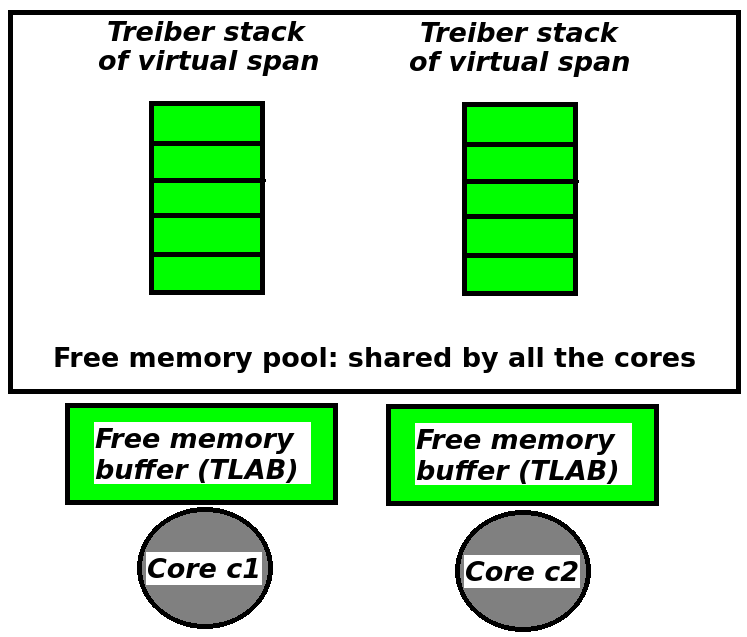 Treiber stack
of virtual span
Treiber stack
of virtual span
Free memory pool: shared by all the cores
Free memory
buffer (TLAB)
Free memory
buffer (TLAB)
Core c1
Core c2